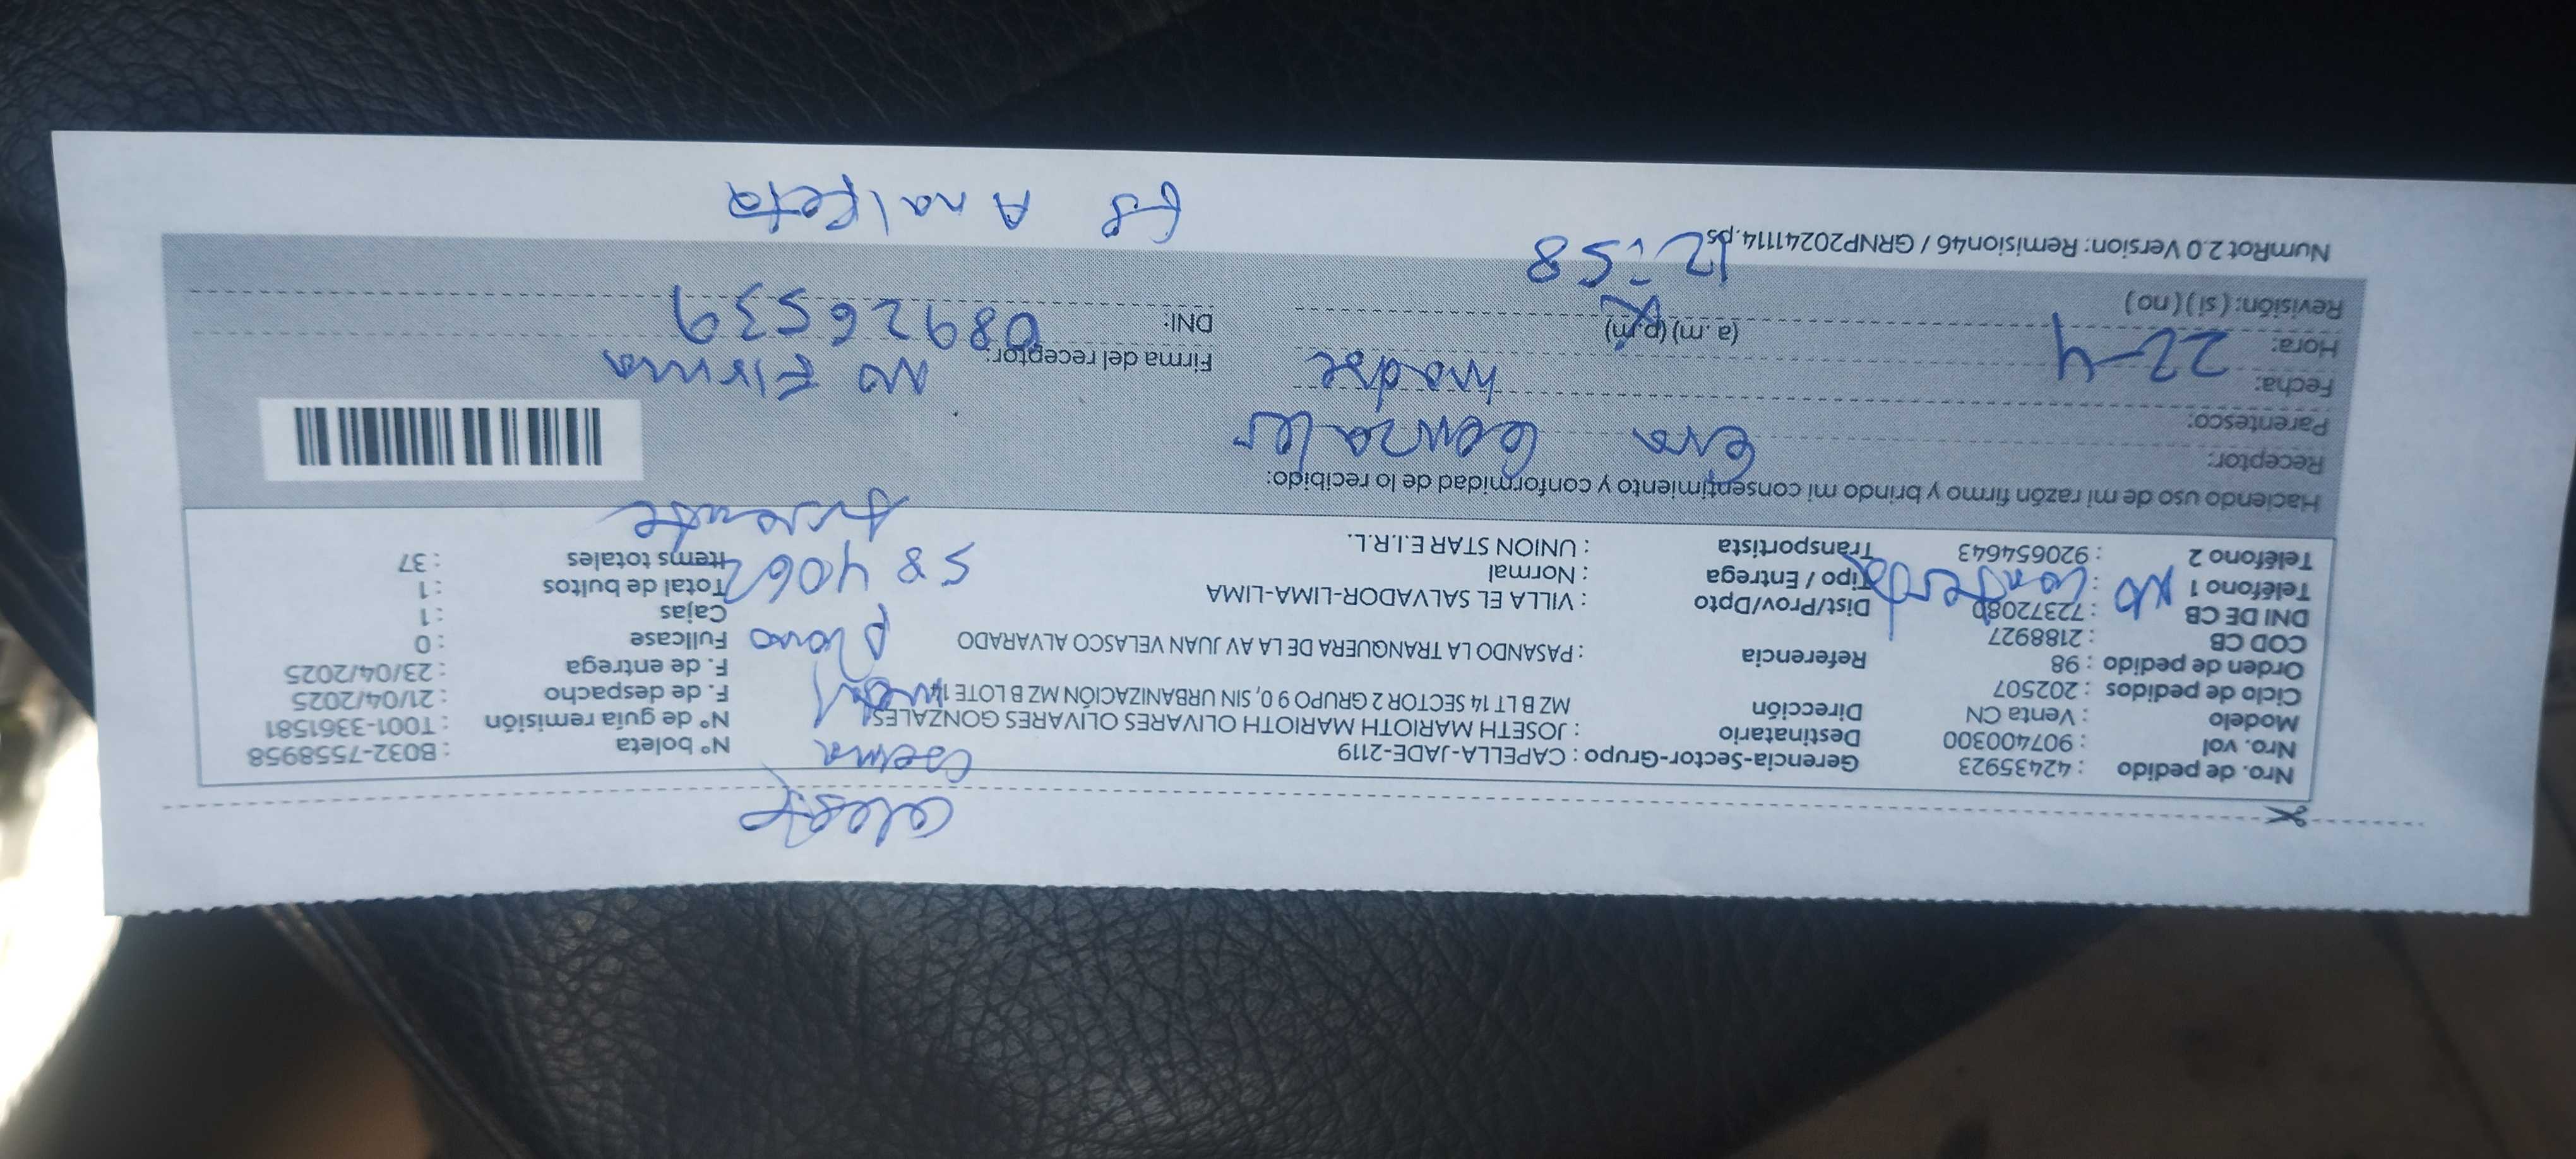 Celeste
Nro. de pedido : 42435923 Gerencia-Sector-Grupo : CAPELLA-JADE-2119 Nº boleta : B032-7558958
Nro. vol : 907400300 Destinatario : JOSETH MARIOTH MARIOTH OLIVARES OLIVARES GONZALES Nº de guía remisión : T001-3361581
Modelo : Venta CN Dirección MZ B LT 14 SECTOR 2 GRUPO 9 0, SIN URBANIZACIÓN MZ B LOTE 14 F. de despacho : 21/04/2025
Ciclo de pedidos : 202507 F. de entrega : 23/04/2025
Orden de pedido : 98 Referencia : PASANDO LA TRANQUERA DE LA AV JUAN VELASCO ALVARADO Fullcase : 0
COD CB : 2188927 Cajas : 1
DNI DE CB : 72372080 Dist/Prov/Dpto : VILLA EL SALVADOR-LIMA-LIMA Total de bultos : 1
Teléfono 1 : Tipo / Entrega : Normal Items totales : 37
Teléfono 2 : 920654643 Transportista : UNION STAR E.I.R.L.
NO contesta
584062
Haciendo uso de mi razón firmo y brindo mi consentimiento y conformidad de lo recibido:
Receptor: Eva Gonzales
Parentesco: madre
Fecha: 22-4 Firma del receptor: no Firma
Hora: 12:58 (a.m) (p.m) DNI: 08926539
Revisión: (si) (no)
NumRot 2.0 Version: Remision46 / GRNP20241114.ps
es Analfeta